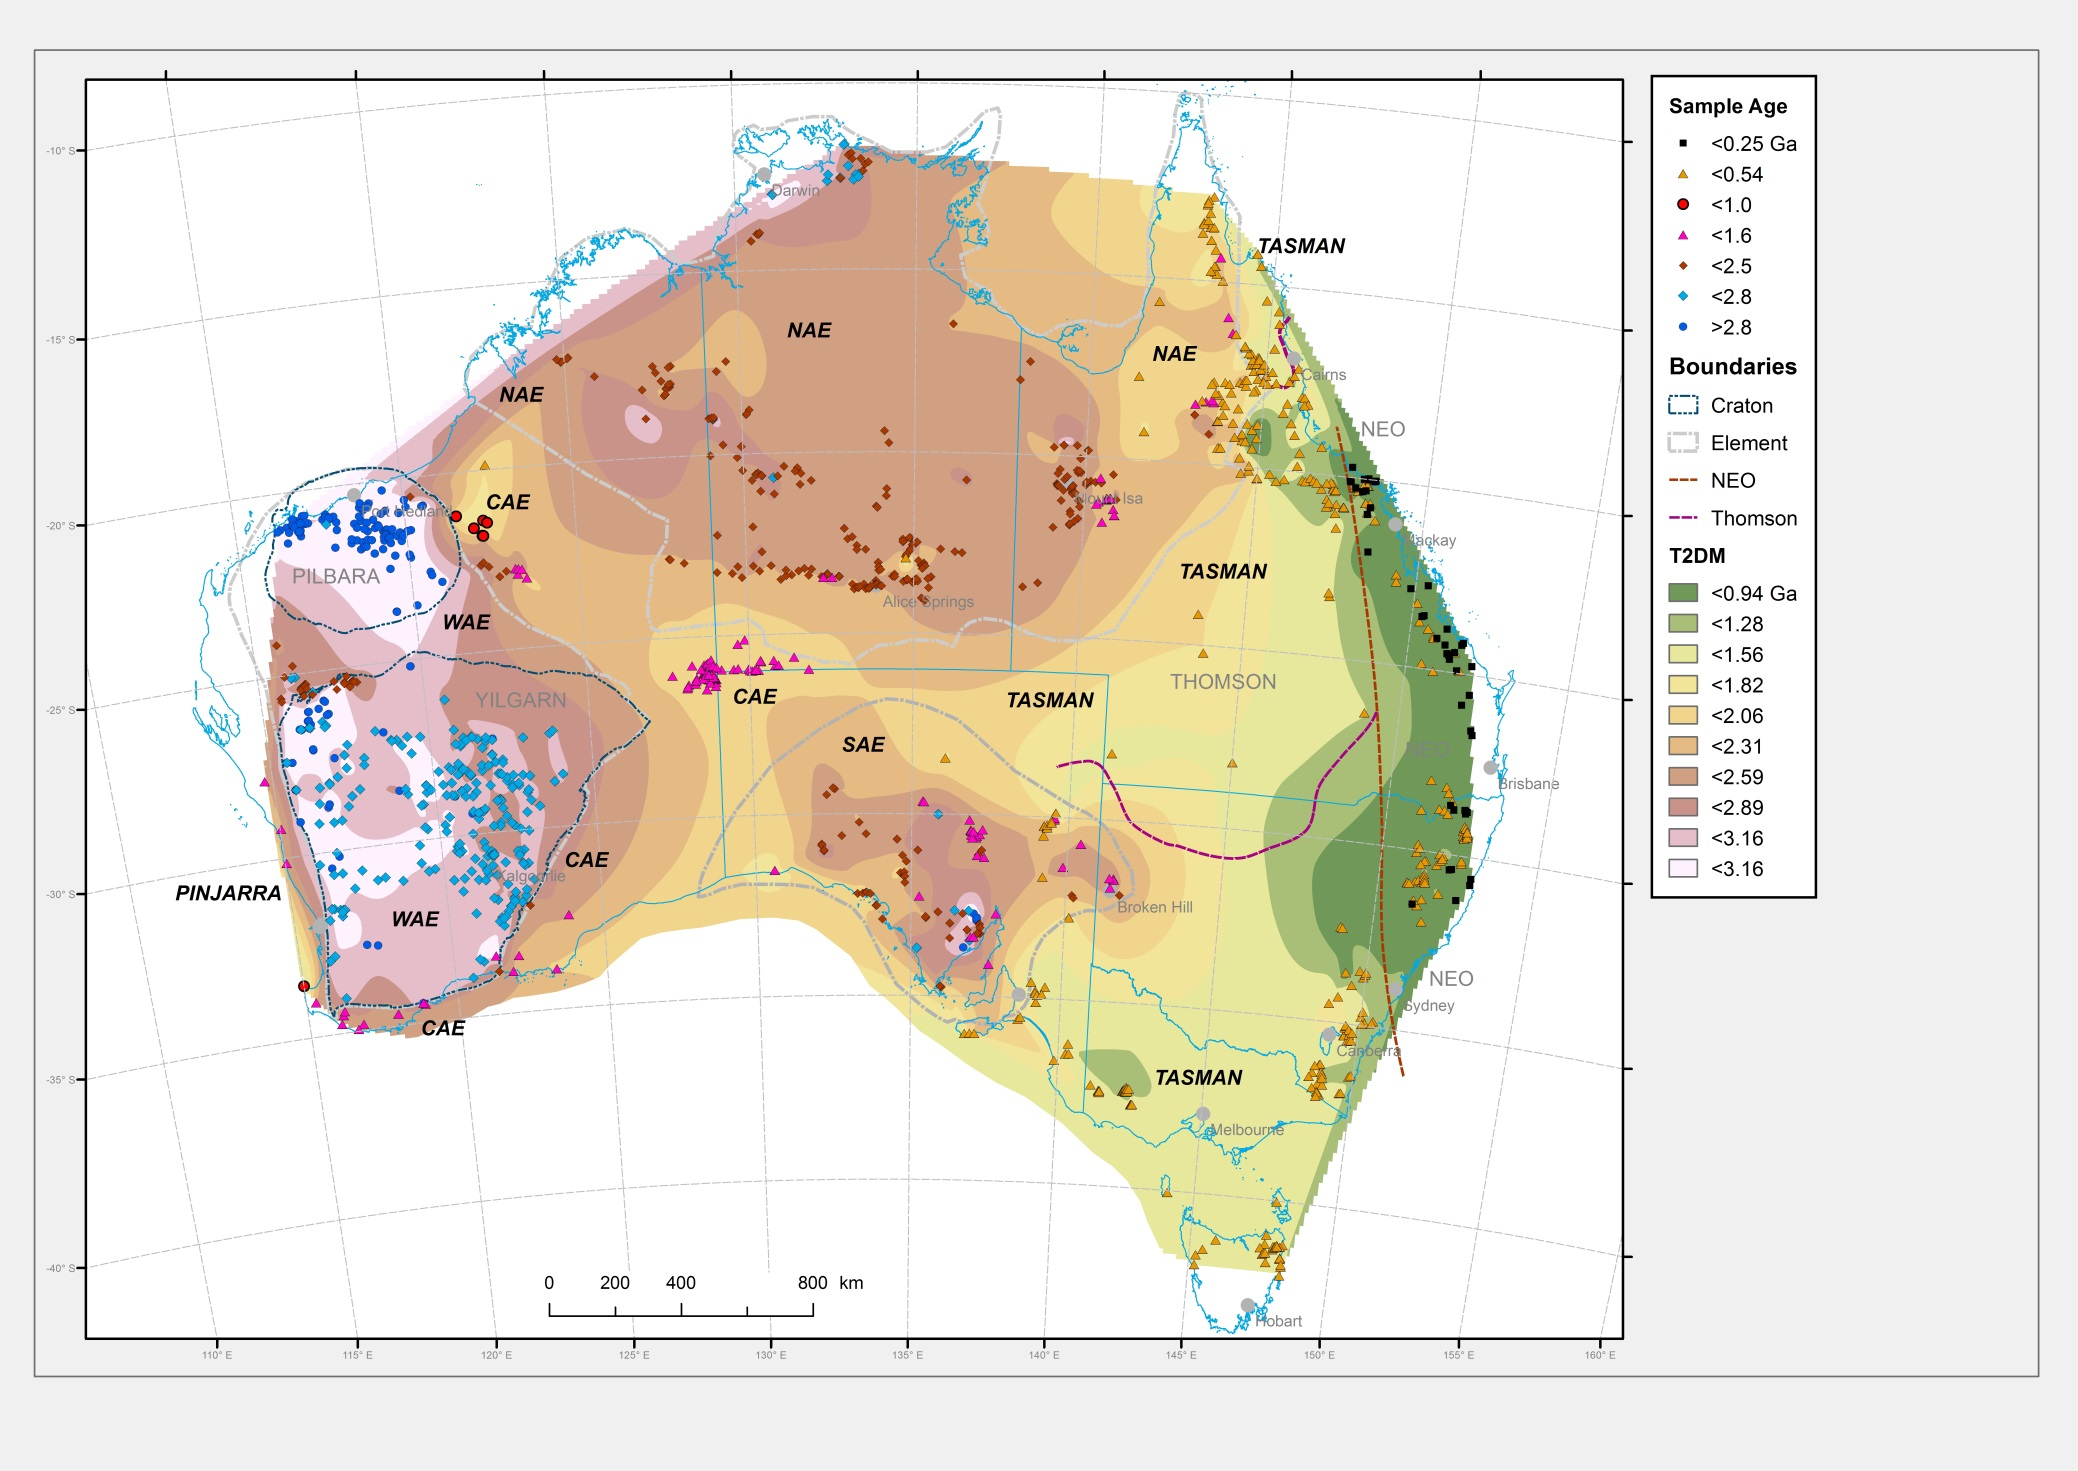 -10° S
-15° S
-20° S
-25° S
-30° S
-35° S
-40° S
110° E
115° E
120° E
125° E
130° E
135° E
140° E
145° E
150° E
155° E
160° E
Darwin
TASMAN
NAE
NAE
NAE
Cairns
NEO
CAE
Port Hedland
Mount Isa
Mackay
PILBARA
TASMAN
Alice Springs
WAE
THOMSON
YILGARN
CAE
TASMAN
SAE
NEO
Brisbane
CAE
Kalgoorlie
PINJARRA
WAE
Broken Hill
NEO
Sydney
CAE
Canberra
TASMAN
Melbourne
Hobart
0 200 400 800 km
Sample Age
<0.25 Ga
<0.54
<1.0
<1.6
<2.5
<2.8
>2.8
Boundaries
Craton
Element
NEO
Thomson
T2DM
<0.94 Ga
<1.28
<1.56
<1.82
<2.06
<2.31
<2.59
<2.89
<3.16
<3.16